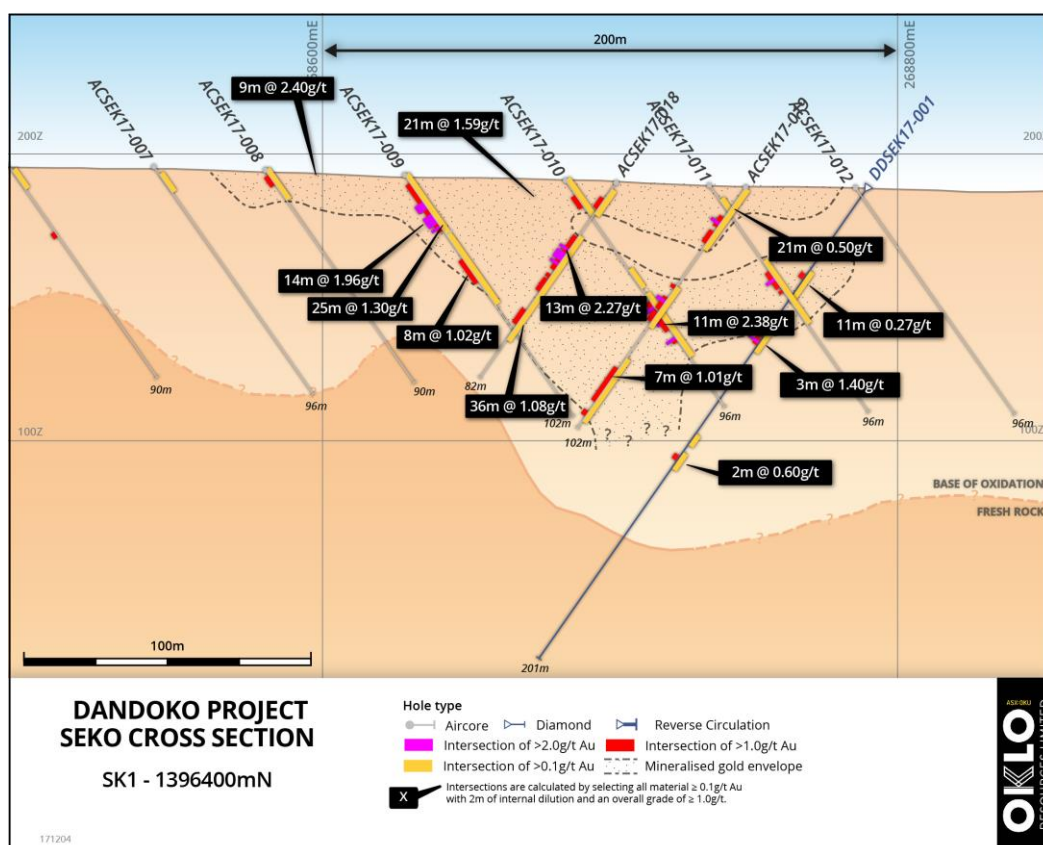 200m
268800mE
9m @ 2.40g/t
21m @ 1.59g/t
ACSEK17-007
ACSEK17-008
ACSEK17-009
ACSEK17-010
ACSEK17-018
ACSEK17-011
ACSEK17-012
DDSEK17-001
200Z
14m @ 1.96g/t
25m @ 1.30g/t
8m @ 1.02g/t
13m @ 2.27g/t
21m @ 0.50g/t
11m @ 2.38g/t
11m @ 0.27g/t
7m @ 1.01g/t
3m @ 1.40g/t
36m @ 1.08g/t
2m @ 0.60g/t
90m
96m
90m
82m
102m
102m
96m
96m
96m
100Z
? ? ? ?
BASE OF OXIDATION
FRESH ROCK
201m
100m
DANDOKO PROJECT
SEKO CROSS SECTION
SK1 - 1396400mN
Hole type
Aircore
Diamond
Reverse Circulation
Intersection of >2.0g/t Au
Intersection of >1.0g/t Au
Intersection of >0.1g/t Au
Mineralised gold envelope
X
Intersections are calculated by selecting all material ≥ 0.1g/t Au
with 2m of internal dilution and an overall grade of ≥ 1.0g/t.
ASX:OKU
OKLO
RESOURCES LIMITED
171204